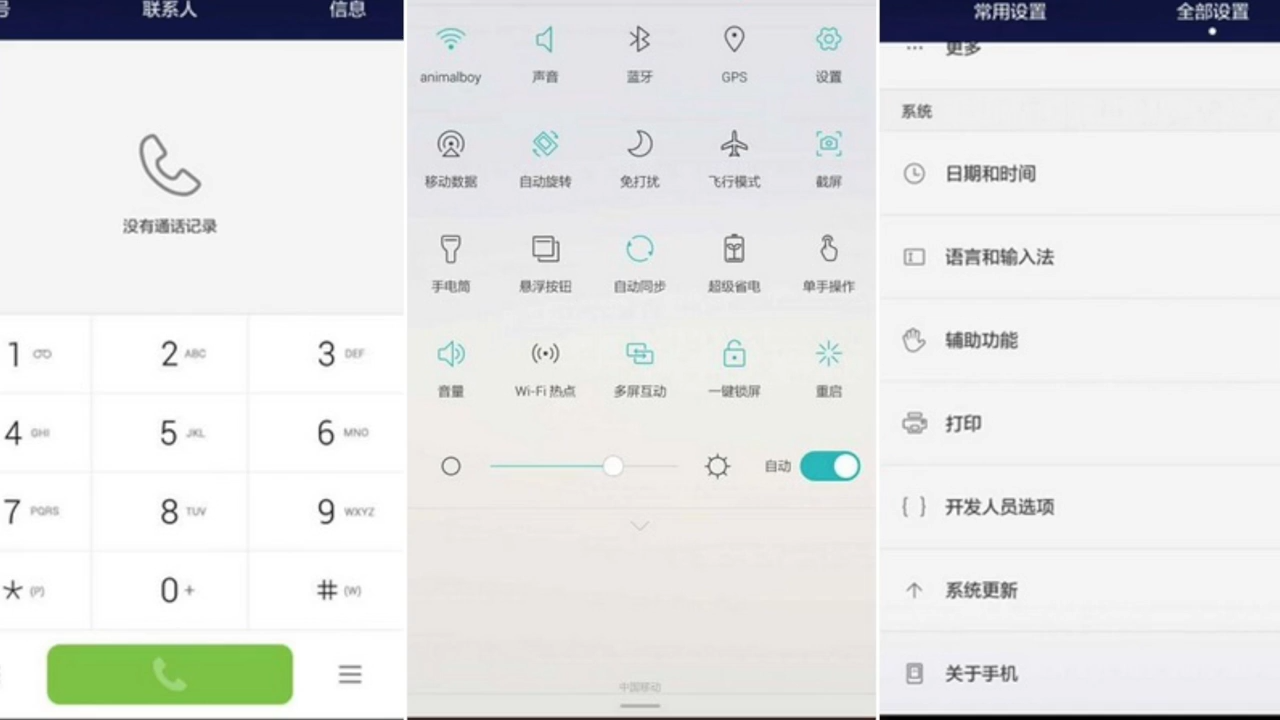 号 联系人 信息
没有通话记录
1
2 ABC
3 DEF
4 GHI
5 JKL
6 MNO
7 PQRS
8 TUV
9 WXYZ
* (P)
0 +
# (W)
animalboy 声音 蓝牙 GPS 设置
移动数据 自动旋转 免打扰 飞行模式 截屏
手电筒 悬浮按钮 自动同步 超级省电 单手操作
音量 Wi-Fi 热点 多屏互动 一键锁屏 重启
自动
中国移动
常用设置 全部设置
··· 更多
系统
日期和时间
语言和输入法
辅助功能
打印
{ } 开发人员选项
系统更新
关于手机